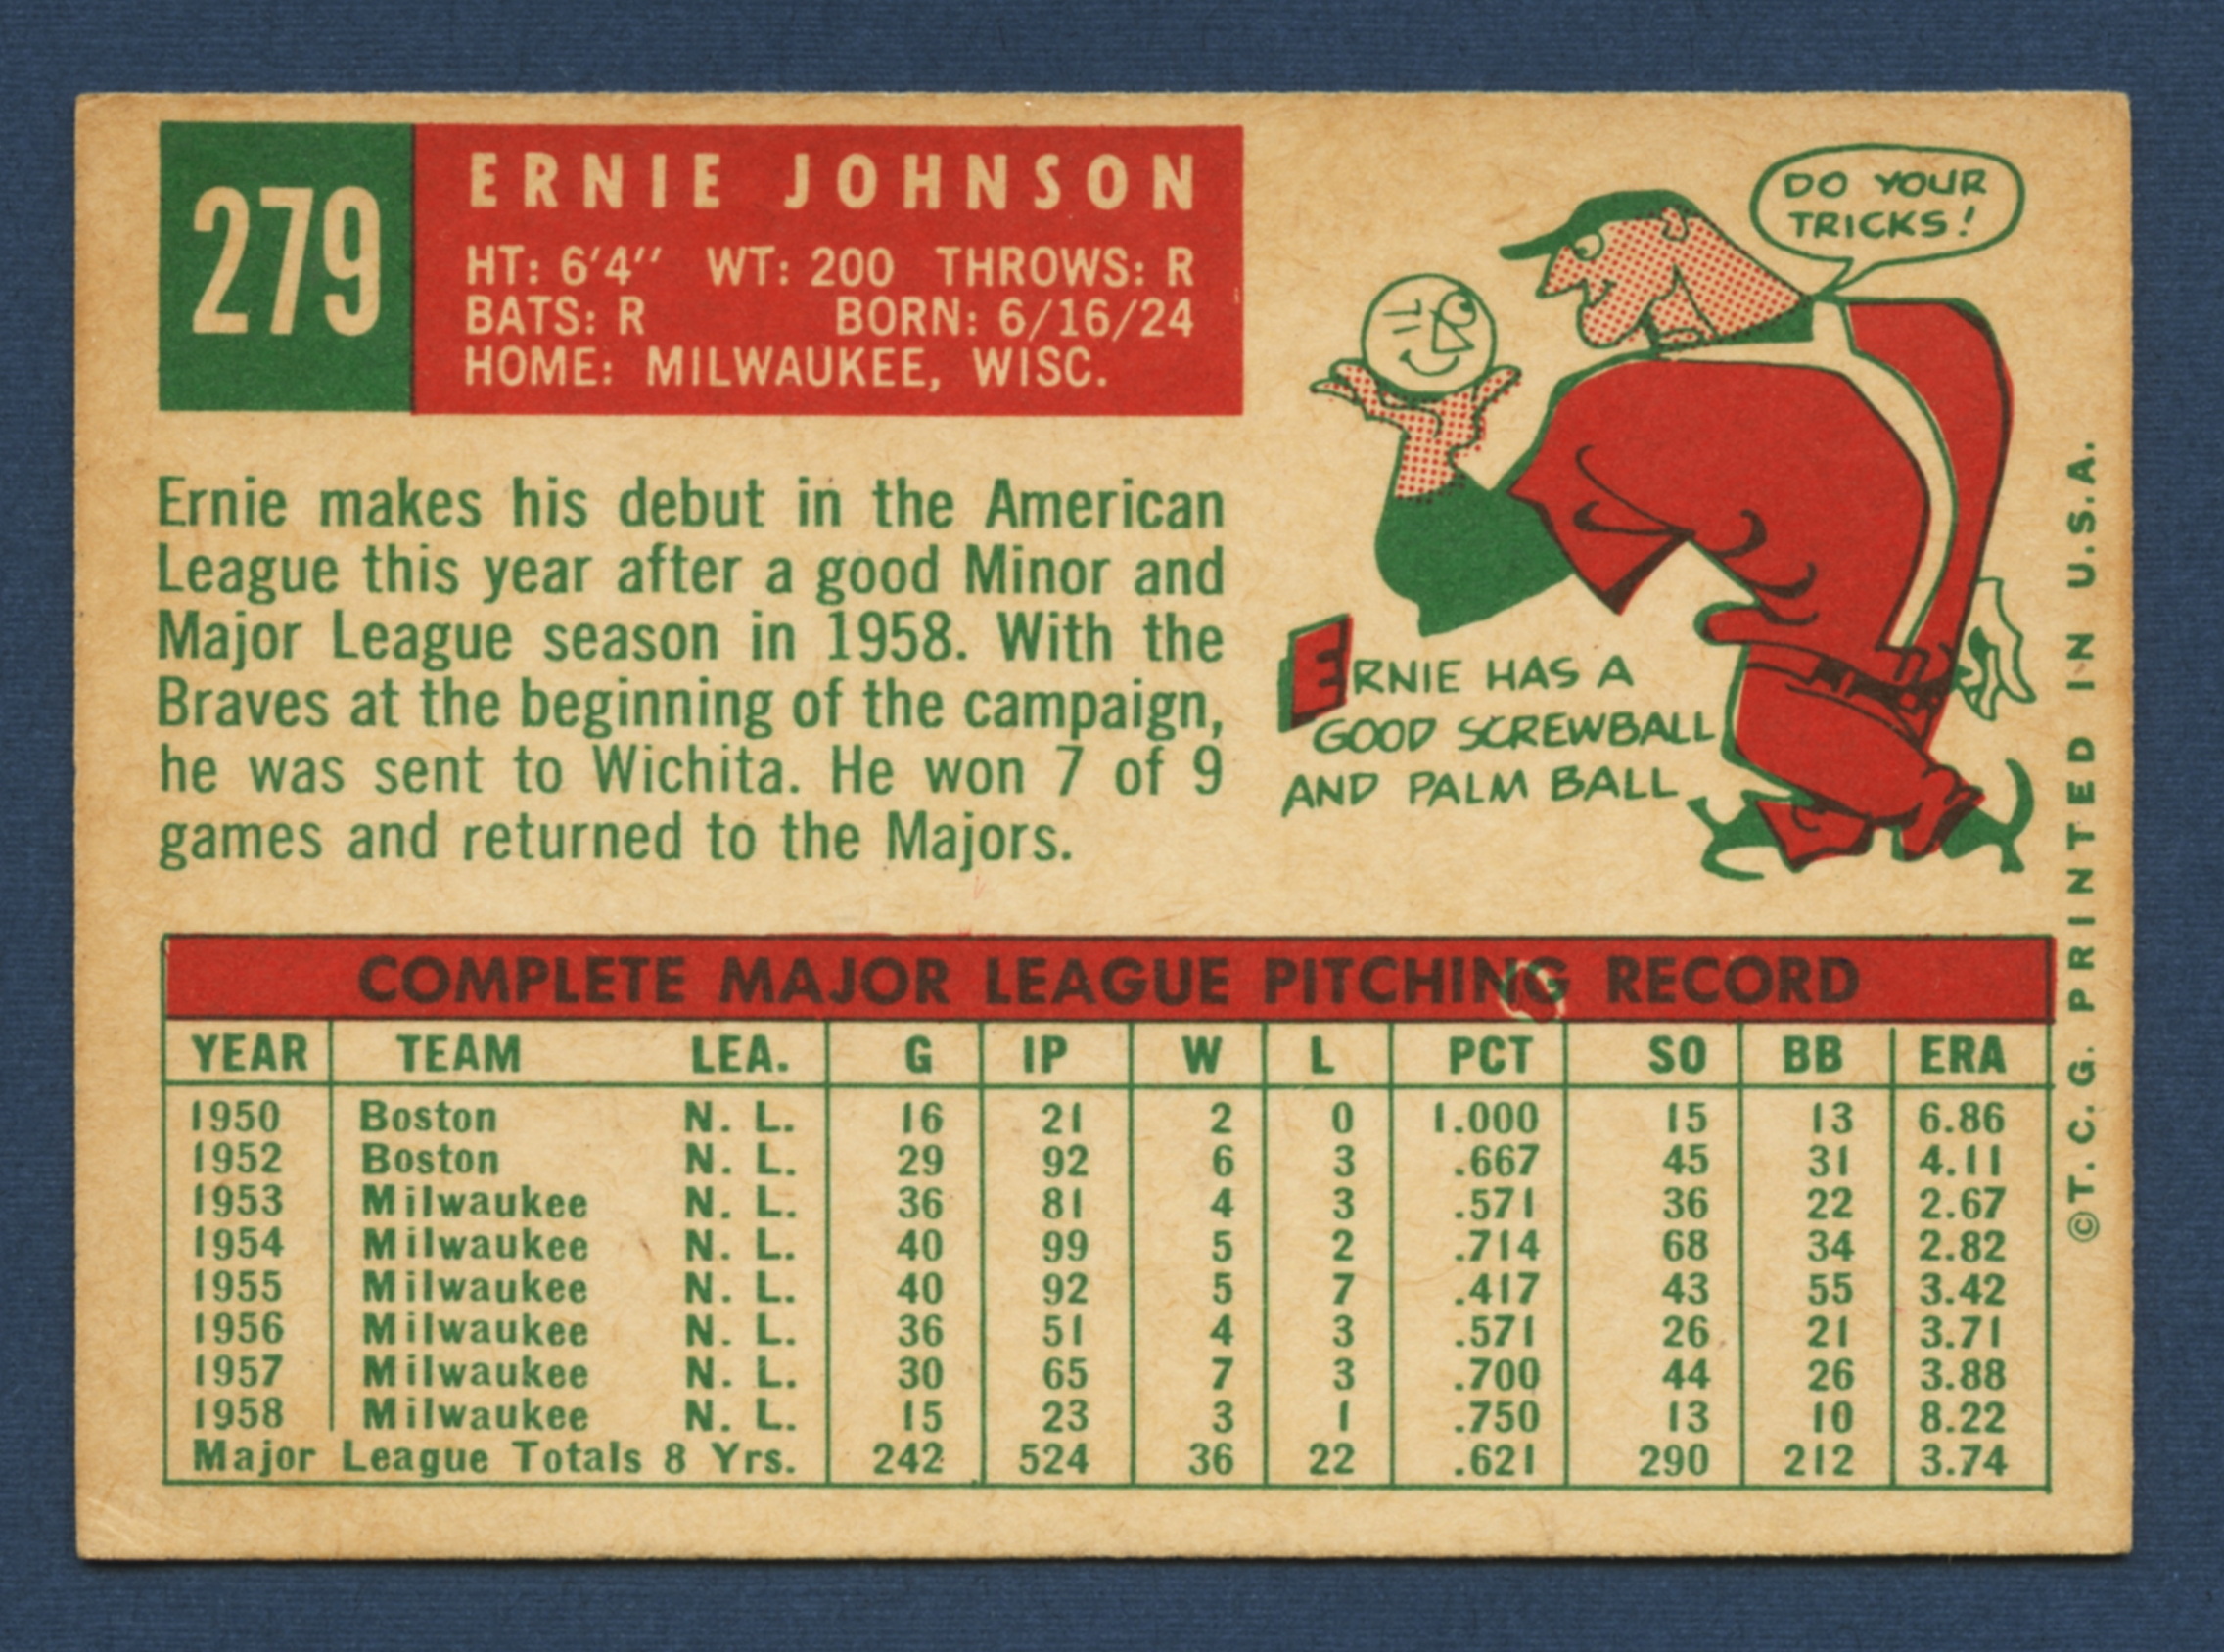 279
ERNIE JOHNSON
HT: 6'4'' WT: 200 THROWS: R
BATS: R BORN: 6/16/24
HOME: MILWAUKEE, WISC.
DO YOUR
TRICKS!
Ernie makes his debut in the American
League this year after a good Minor and
Major League season in 1958. With the
Braves at the beginning of the campaign,
he was sent to Wichita. He won 7 of 9
games and returned to the Majors.
ERNIE HAS A
GOOD SCREWBALL
AND PALM BALL
COMPLETE MAJOR LEAGUE PITCHING RECORD
YEAR TEAM LEA. G IP W L PCT SO BB ERA
1950 Boston N. L. 16 21 2 0 1.000 15 13 6.86
1952 Boston N. L. 29 92 6 3 .667 45 31 4.11
1953 Milwaukee N. L. 36 81 4 3 .571 36 22 2.67
1954 Milwaukee N. L. 40 99 5 2 .714 68 34 2.82
1955 Milwaukee N. L. 40 92 5 7 .417 43 55 3.42
1956 Milwaukee N. L. 36 51 4 3 .571 26 21 3.71
1957 Milwaukee N. L. 30 65 7 3 .700 44 26 3.88
1958 Milwaukee N. L. 15 23 3 1 .750 13 10 8.22
Major League Totals 8 Yrs. 242 524 36 22 .621 290 212 3.74
©T. C. G. PRINTED IN U.S.A.